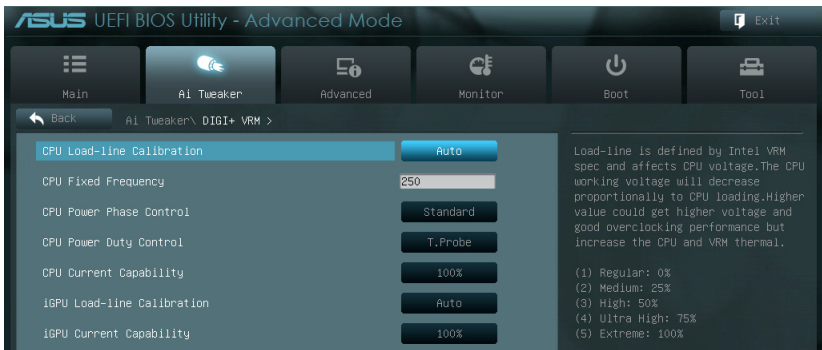 ASUS UEFI BIOS Utility - Advanced Mode
Exit
Main
Ai Tweaker
Advanced
Monitor
Boot
Tool
Back
Ai Tweaker\ DIGI+ VRM >
CPU Load-line Calibration Auto
CPU Fixed Frequency 250
CPU Power Phase Control Standard
CPU Power Duty Control T.Probe
CPU Current Capability 100%
iGPU Load-line Calibration Auto
iGPU Current Capability 100%
Load-line is defined by Intel VRM
spec and affects CPU voltage.The CPU
working voltage will decrease
proportionally to CPU loading.Higher
value could get higher voltage and
good overclocking performance but
increase the CPU and VRM thermal.
(1) Regular: 0%
(2) Medium: 25%
(3) High: 50%
(4) Ultra High: 75%
(5) Extreme: 100%